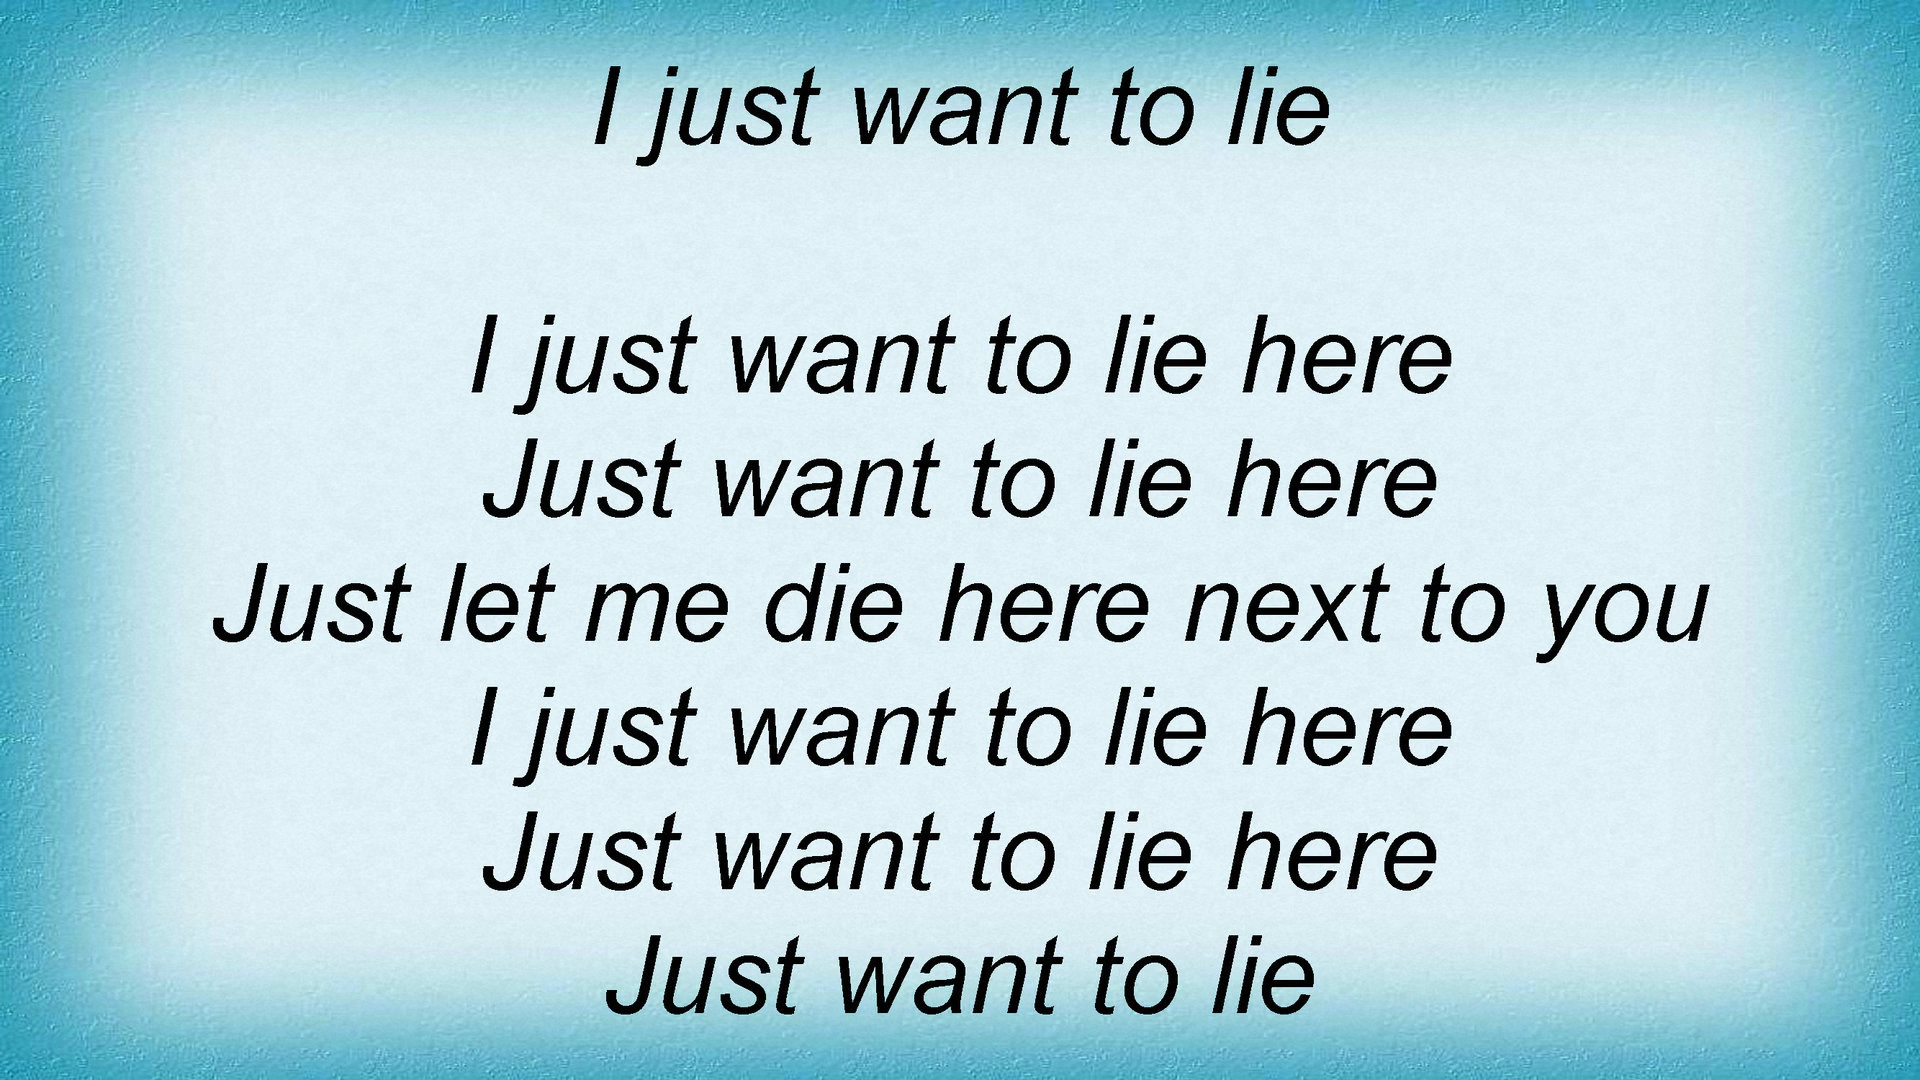 I just want to lie
I just want to lie here
Just want to lie here
Just let me die here next to you
I just want to lie here
Just want to lie here
Just want to lie